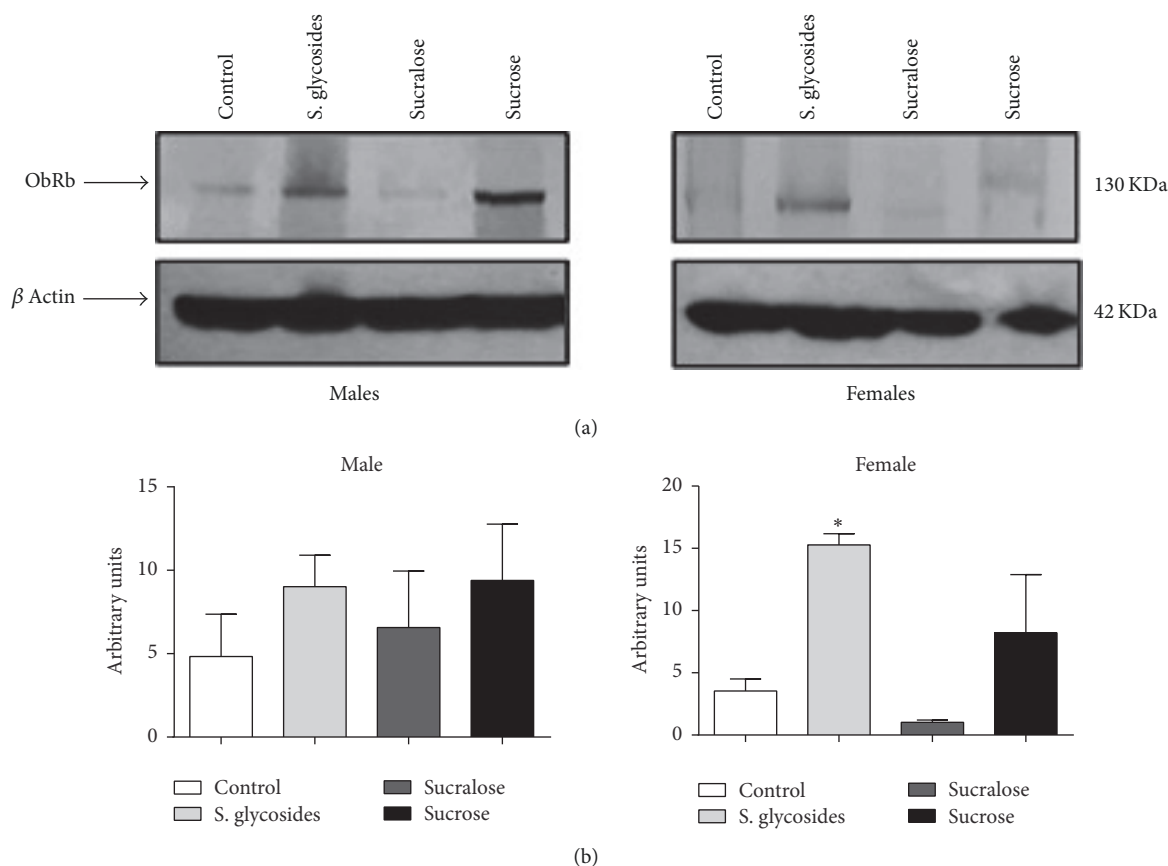 Control S. glycosides Sucralose Sucrose
Control S. glycosides Sucralose Sucrose
ObRb
130 KDa
β Actin
42 KDa
Males
Females
(a)
Male
Arbitrary units
15
10
5
0
Control
S. glycosides
Sucralose
Sucrose
Female
Arbitrary units
20
15
10
5
0
*
Control
S. glycosides
Sucralose
Sucrose
(b)